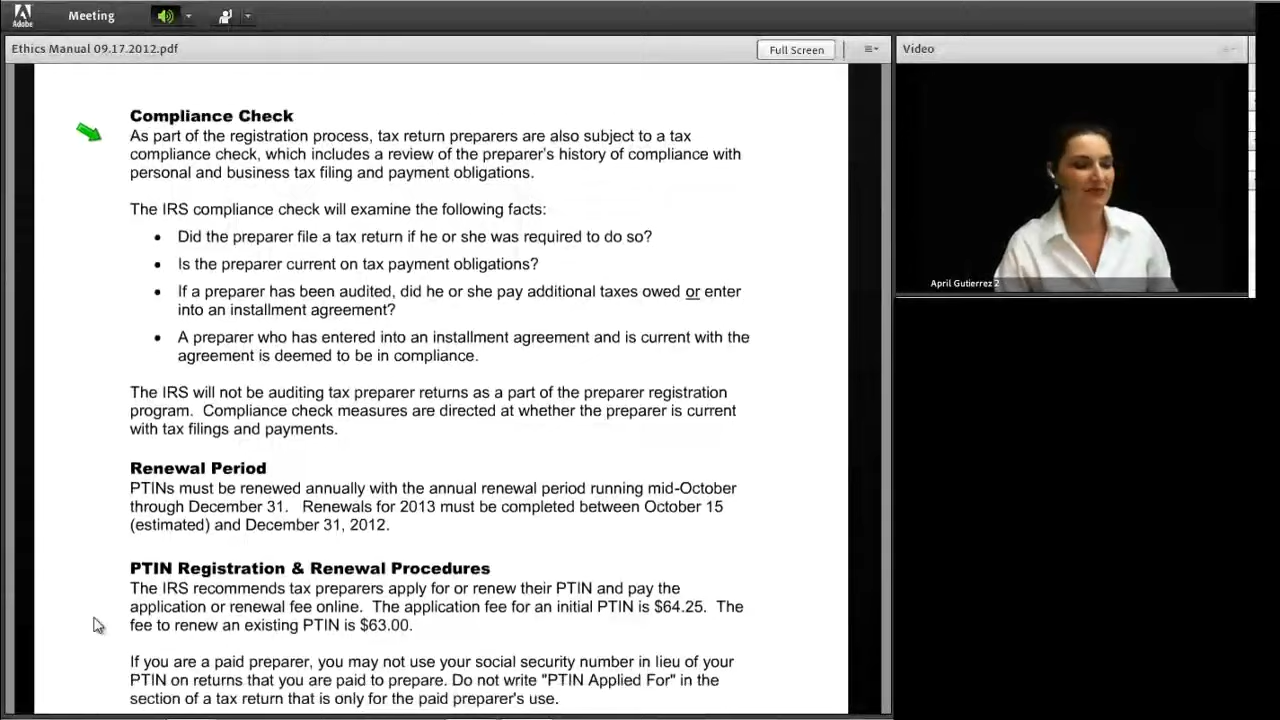 Adobe
Meeting
Ethics Manual 09.17.2012.pdf
Full Screen
Video
Compliance Check
As part of the registration process, tax return preparers are also subject to a tax
compliance check, which includes a review of the preparer's history of compliance with
personal and business tax filing and payment obligations.
The IRS compliance check will examine the following facts:
• Did the preparer file a tax return if he or she was required to do so?
• Is the preparer current on tax payment obligations?
• If a preparer has been audited, did he or she pay additional taxes owed or enter
into an installment agreement?
• A preparer who has entered into an installment agreement and is current with the
agreement is deemed to be in compliance.
The IRS will not be auditing tax preparer returns as a part of the preparer registration
program.  Compliance check measures are directed at whether the preparer is current
with tax filings and payments.
Renewal Period
PTINs must be renewed annually with the annual renewal period running mid-October
through December 31.   Renewals for 2013 must be completed between October 15
(estimated) and December 31, 2012.
PTIN Registration & Renewal Procedures
The IRS recommends tax preparers apply for or renew their PTIN and pay the
application or renewal fee online.  The application fee for an initial PTIN is $64.25.  The
fee to renew an existing PTIN is $63.00.
If you are a paid preparer, you may not use your social security number in lieu of your
PTIN on returns that you are paid to prepare. Do not write "PTIN Applied For" in the
section of a tax return that is only for the paid preparer's use.
April Gutierrez 2